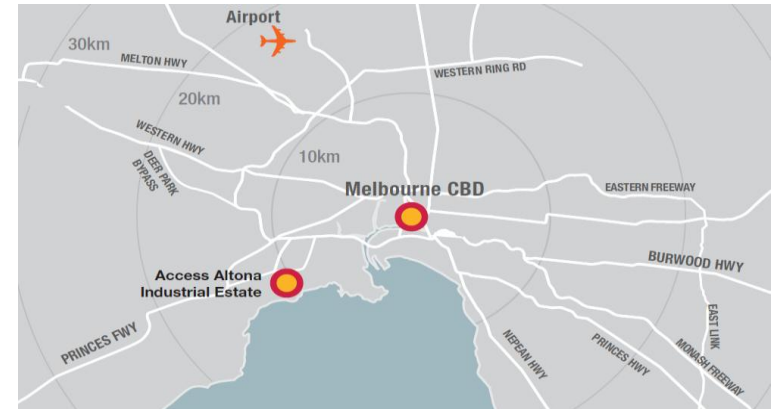 Airport
30km
MELTON HWY
WESTERN RING RD
20km
WESTERN HWY
DEER PARK
BYPASS
10km
Melbourne CBD
EASTERN FREEWAY
BURWOOD HWY
Access Altona
Industrial Estate
EAST LINK
PRINCES FWY
NEPEAN HWY
PRINCES HWY
MONASH FREEWAY